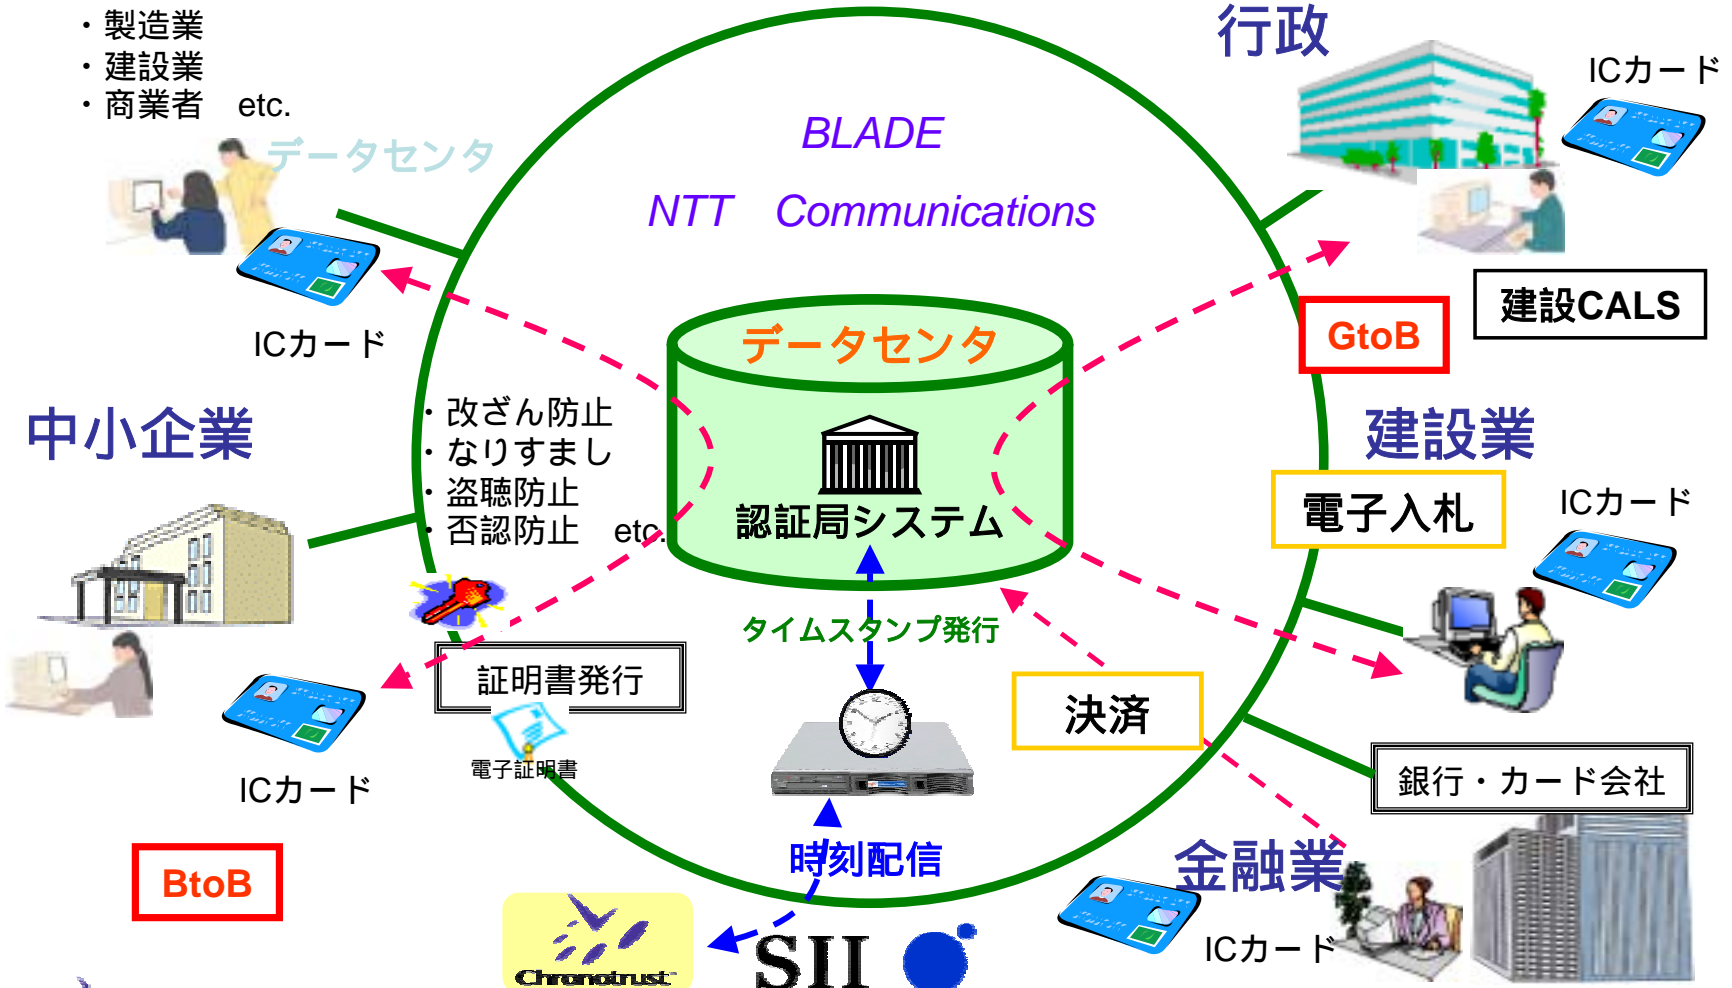 ・製造業
・建設業
・商業者　etc.
データセンタ
行政
ICカード
BLADE
NTT　Communications
建設CALS
GtoB
データセンタ
ICカード
中小企業
・改ざん防止
・なりすまし
・盗聴防止
・否認防止　etc.
認証局システム
建設業
電子入札
ICカード
タイムスタンプ発行
証明書発行
電子証明書
決済
ICカード
銀行・カード会社
BtoB
時刻配信
金融業
ICカード
Chronotrust™
SII